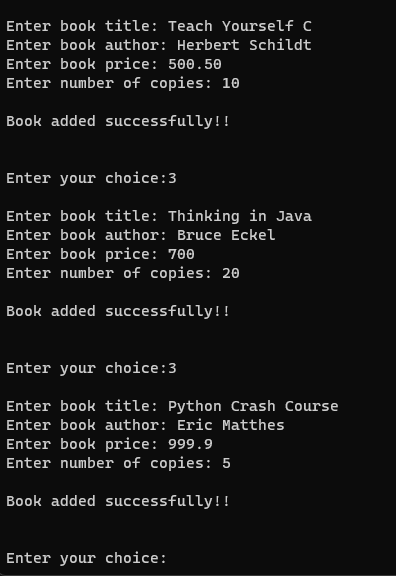 Enter book title: Teach Yourself C
Enter book author: Herbert Schildt
Enter book price: 500.50
Enter number of copies: 10
Book added successfully!!
Enter your choice:3
Enter book title: Thinking in Java
Enter book author: Bruce Eckel
Enter book price: 700
Enter number of copies: 20
Book added successfully!!
Enter your choice:3
Enter book title: Python Crash Course
Enter book author: Eric Matthes
Enter book price: 999.9
Enter number of copies: 5
Book added successfully!!
Enter your choice: